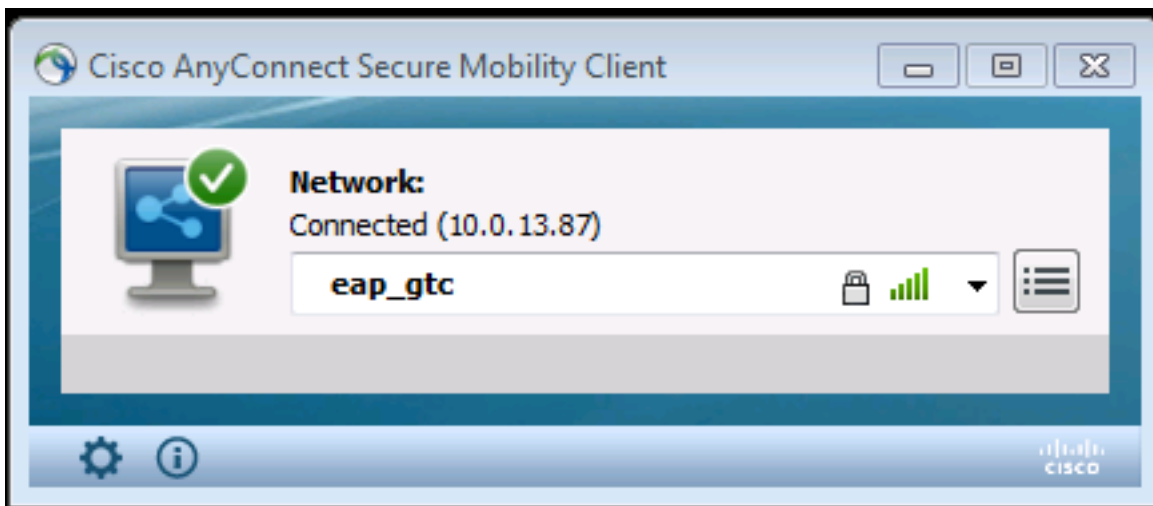 Cisco AnyConnect Secure Mobility Client
Network:
Connected (10.0.13.87)
eap_gtc
CISCO